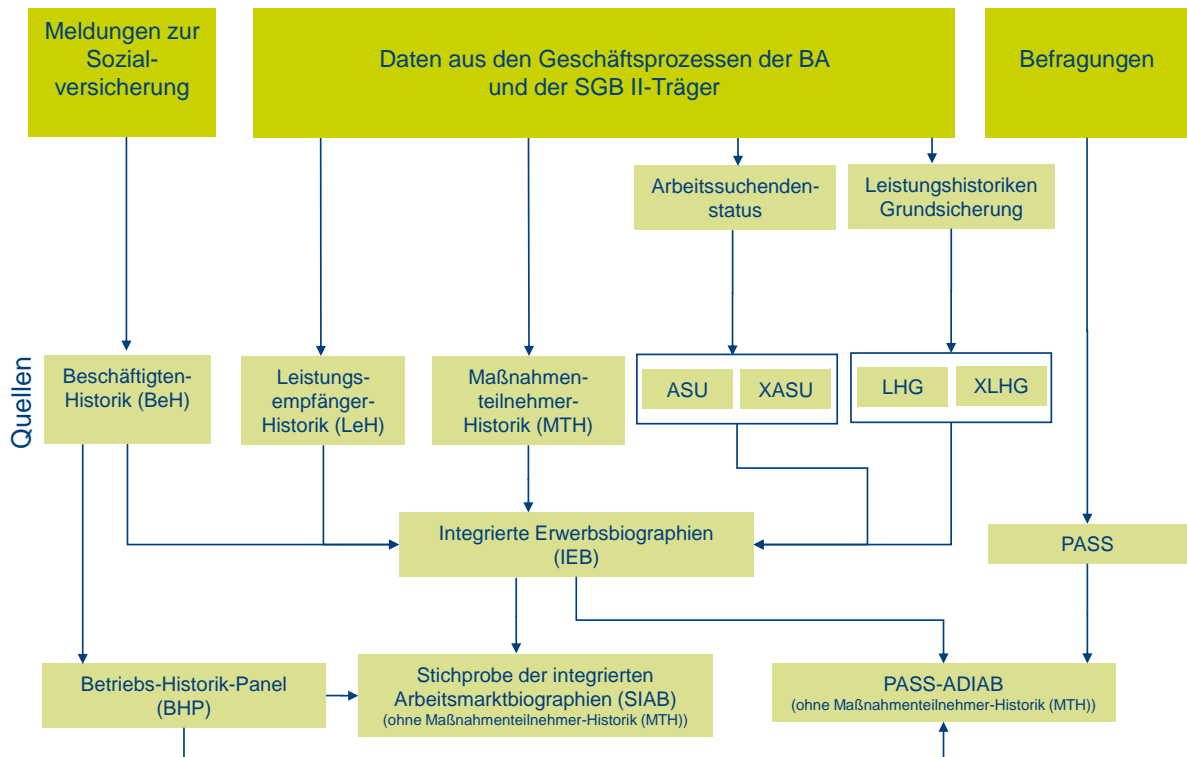 Meldungen zur
Sozial-
versicherung
Daten aus den Geschäftsprozessen der BA
und der SGB II-Träger
Befragungen
Arbeitssuchenden-
status
Leistungshistoriken
Grundsicherung
Quellen
Beschäftigten-
Historik (BeH)
Leistungs-
empfänger-
Historik (LeH)
Maßnahmen-
teilnehmer-
Historik (MTH)
ASU
XASU
LHG
XLHG
Integrierte Erwerbsbiographien
(IEB)
PASS
Betriebs-Historik-Panel
(BHP)
Stichprobe der integrierten
Arbeitsmarktbiographien (SIAB)
(ohne Maßnahmenteilnehmer-Historik (MTH))
PASS-ADIAB
(ohne Maßnahmenteilnehmer-Historik (MTH))